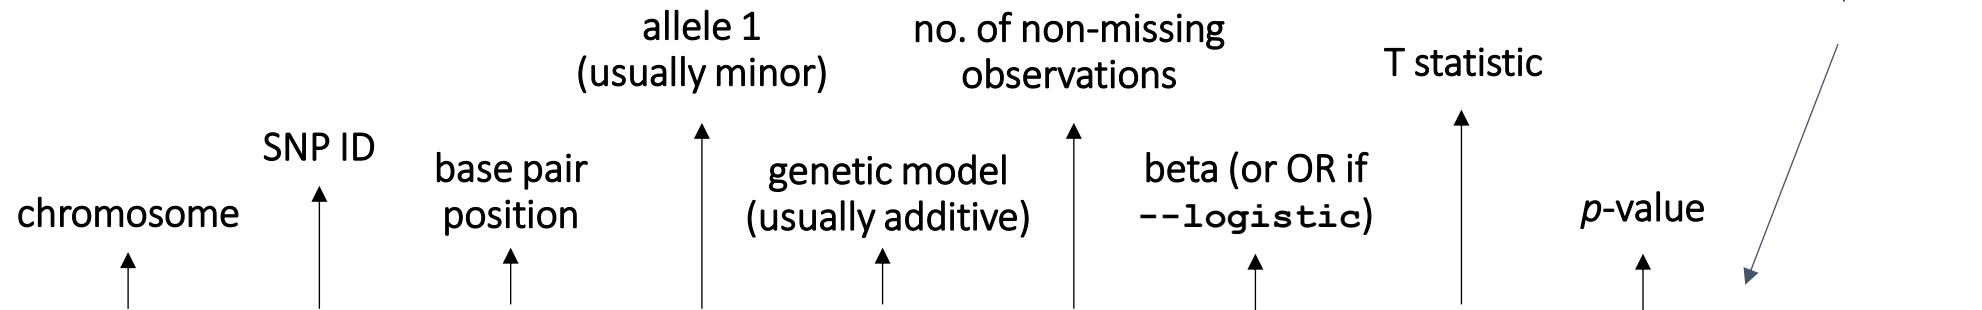 allele 1
(usually minor)
no. of non-missing
observations
T statistic
SNP ID
base pair
position
genetic model
(usually additive)
beta (or OR if
--logistic)
chromosome
p-value